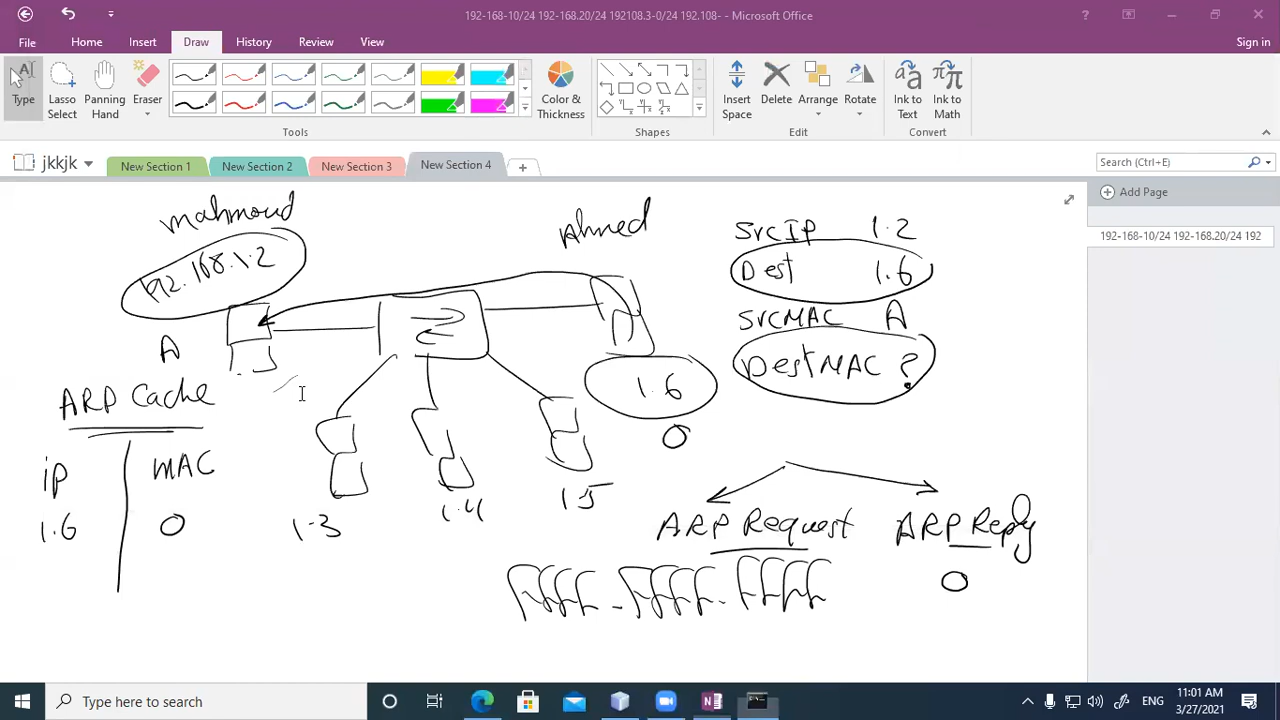 192-168-10/24 192-168.20/24 192108.3-0/24 192.108- - Microsoft Office
File Home Insert Draw History Review View
Sign in
Type
Lasso Select
Panning Hand
Eraser
Color & Thickness
Insert Space
Delete
Arrange
Rotate
Ink to Text
Ink to Math
Tools
Shapes
Edit
Convert
jkkjk
New Section 1
New Section 2
New Section 3
New Section 4
Search (Ctrl+E)
Add Page
192-168-10/24 192-168.20/24 192
mahmoud
Ahmed
192.168.1.2
SrcIP 1.2
Dest 1.6
SrcMAC A
DestMAC ?
A
1.6
O
ARP Cache
ip MAC
1.6 O
1.3
1.4
1.5
ARP Request
ARP Reply
ffff - ffff - ffff
O
Type here to search
ENG
11:01 AM
3/27/2021